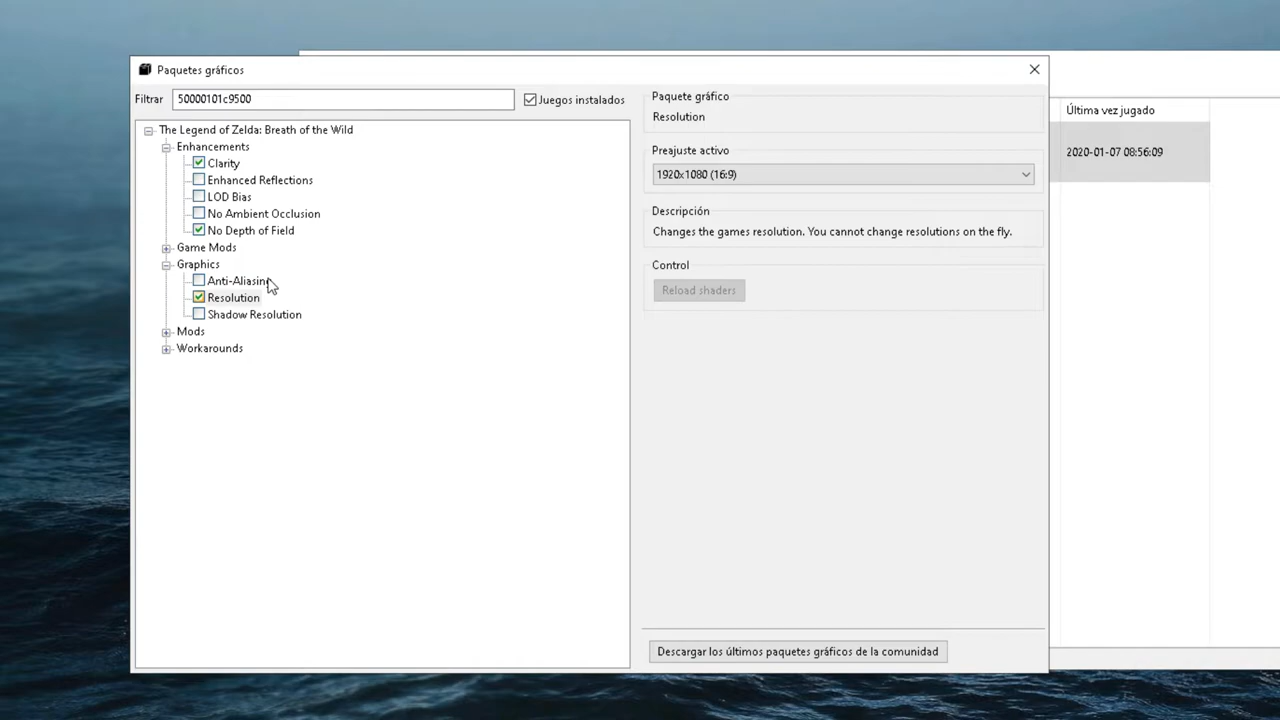 Paquetes gráficos
Filtrar 50000101c9500 Juegos instalados
The Legend of Zelda: Breath of the Wild
Enhancements
Clarity
Enhanced Reflections
LOD Bias
No Ambient Occlusion
No Depth of Field
Game Mods
Graphics
Anti-Aliasing
Resolution
Shadow Resolution
Mods
Workarounds
Paquete gráfico
Resolution
Preajuste activo
1920x1080 (16:9)
Descripción
Changes the games resolution. You cannot change resolutions on the fly.
Control
Reload shaders
Descargar los últimos paquetes gráficos de la comunidad
Última vez jugado
2020-01-07 08:56:09